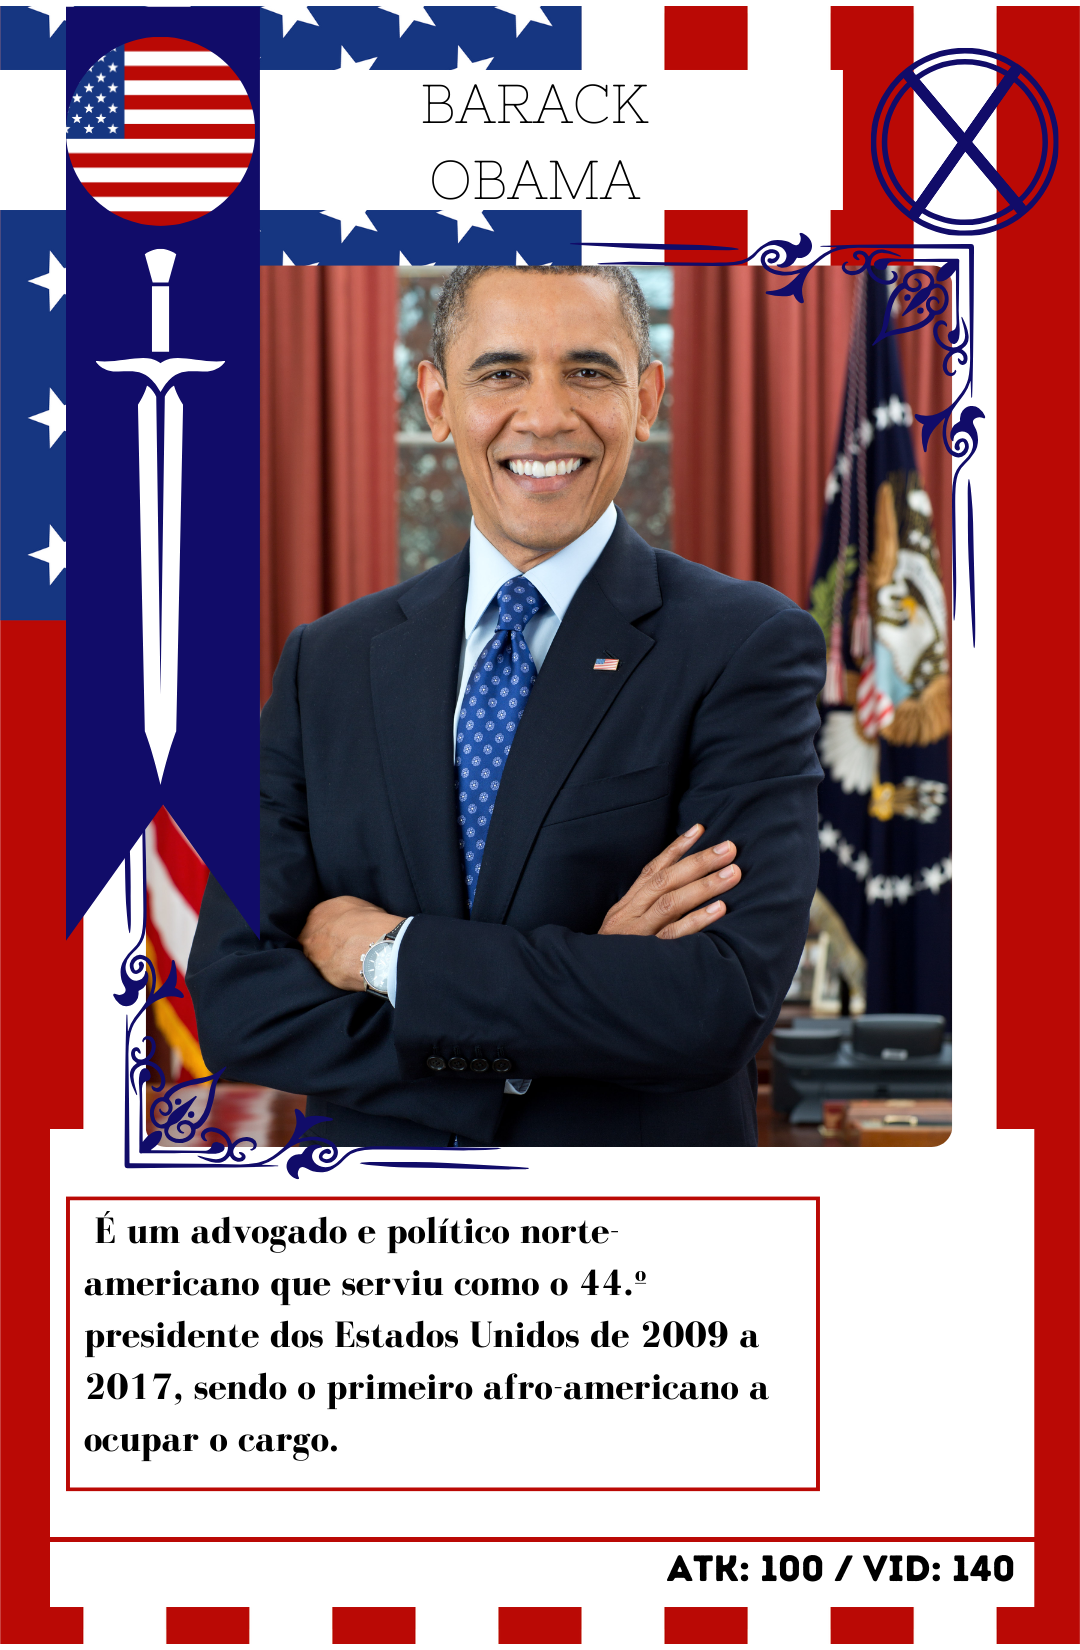 BARACK
OBAMA
É um advogado e político norte-
americano que serviu como o 44.º
presidente dos Estados Unidos de 2009 a
2017, sendo o primeiro afro-americano a
ocupar o cargo.
ATK: 100 / VID: 140